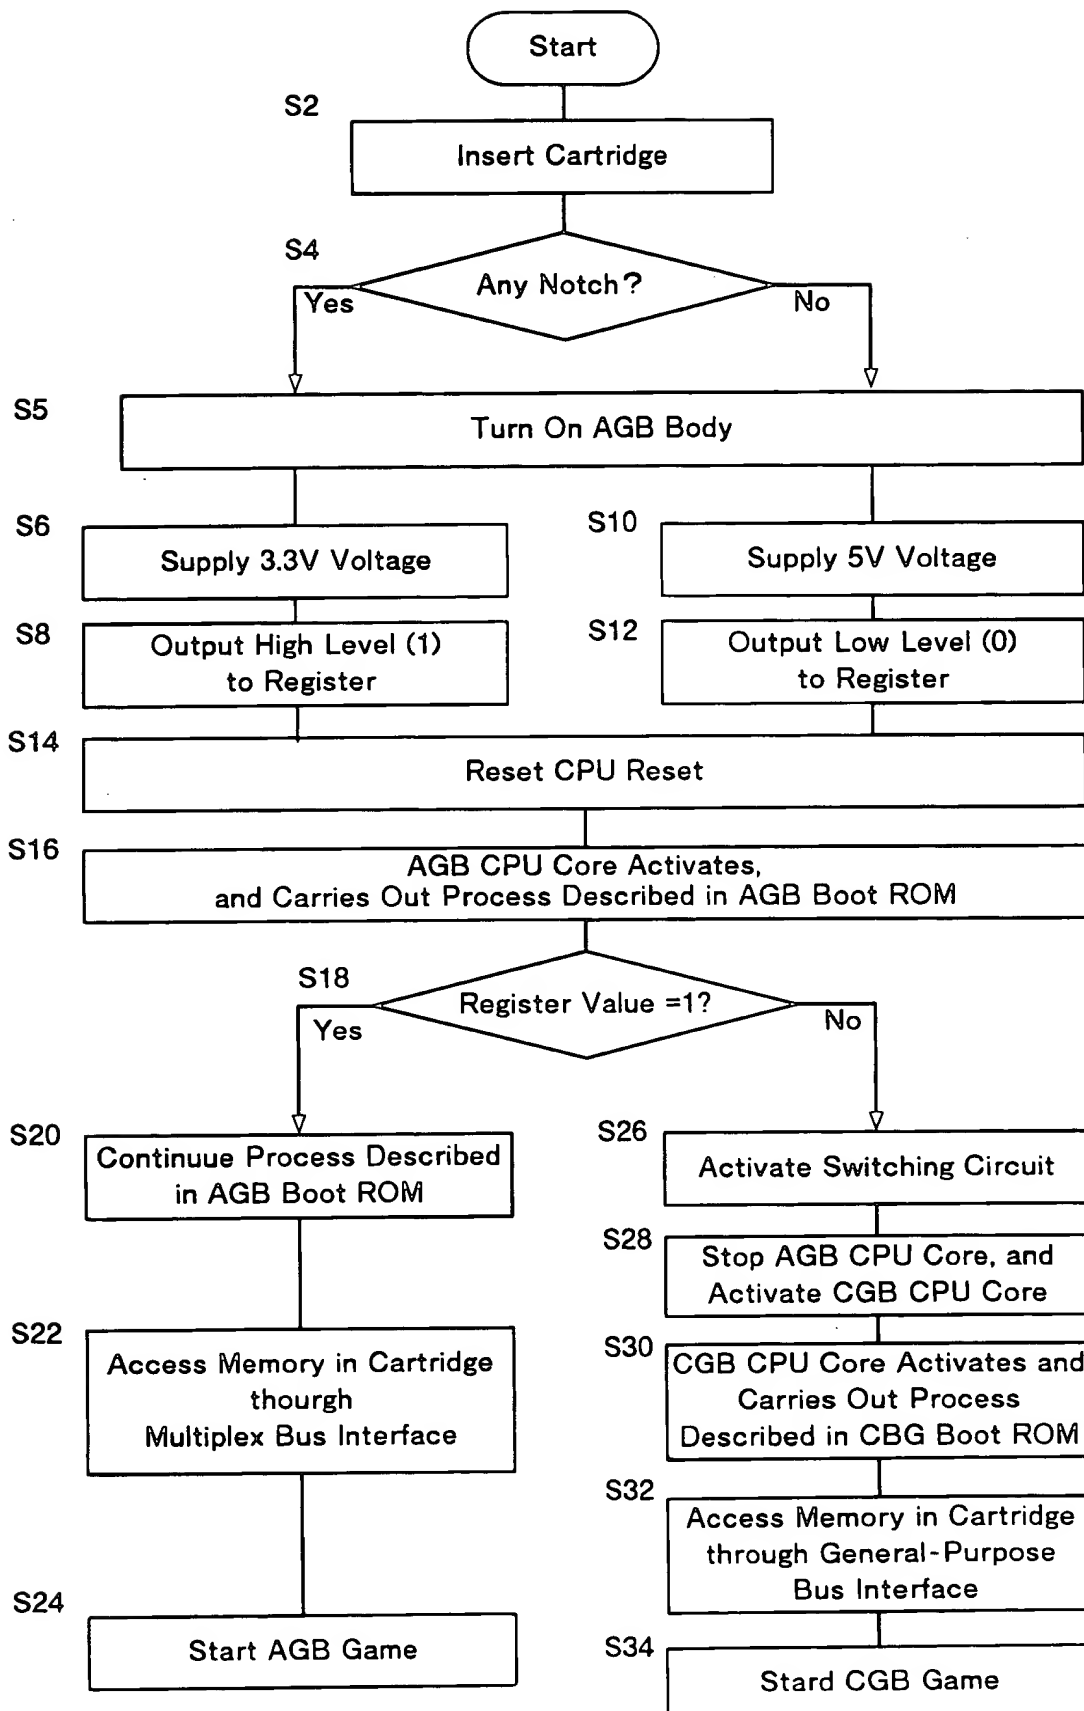 Start
S2
Insert Cartridge
S4
Any Notch?
Yes
No
S5
Turn On AGB Body
S6
Supply 3.3V Voltage
S10
Supply 5V Voltage
S8
Output High Level (1)
to Register
S12
Output Low Level (0)
to Register
S14
Reset CPU Reset
S16
AGB CPU Core Activates,
and Carries Out Process Described in AGB Boot ROM
S18
Register Value =1?
Yes
No
S20
Continuue Process Described
in AGB Boot ROM
S26
Activate Switching Circuit
S28
Stop AGB CPU Core, and
Activate CGB CPU Core
S22
Access Memory in Cartridge
thourgh
Multiplex Bus Interface
S30
CGB CPU Core Activates and
Carries Out Process
Described in CBG Boot ROM
S32
Access Memory in Cartridge
through General-Purpose
Bus Interface
S24
Start AGB Game
S34
Stard CGB Game